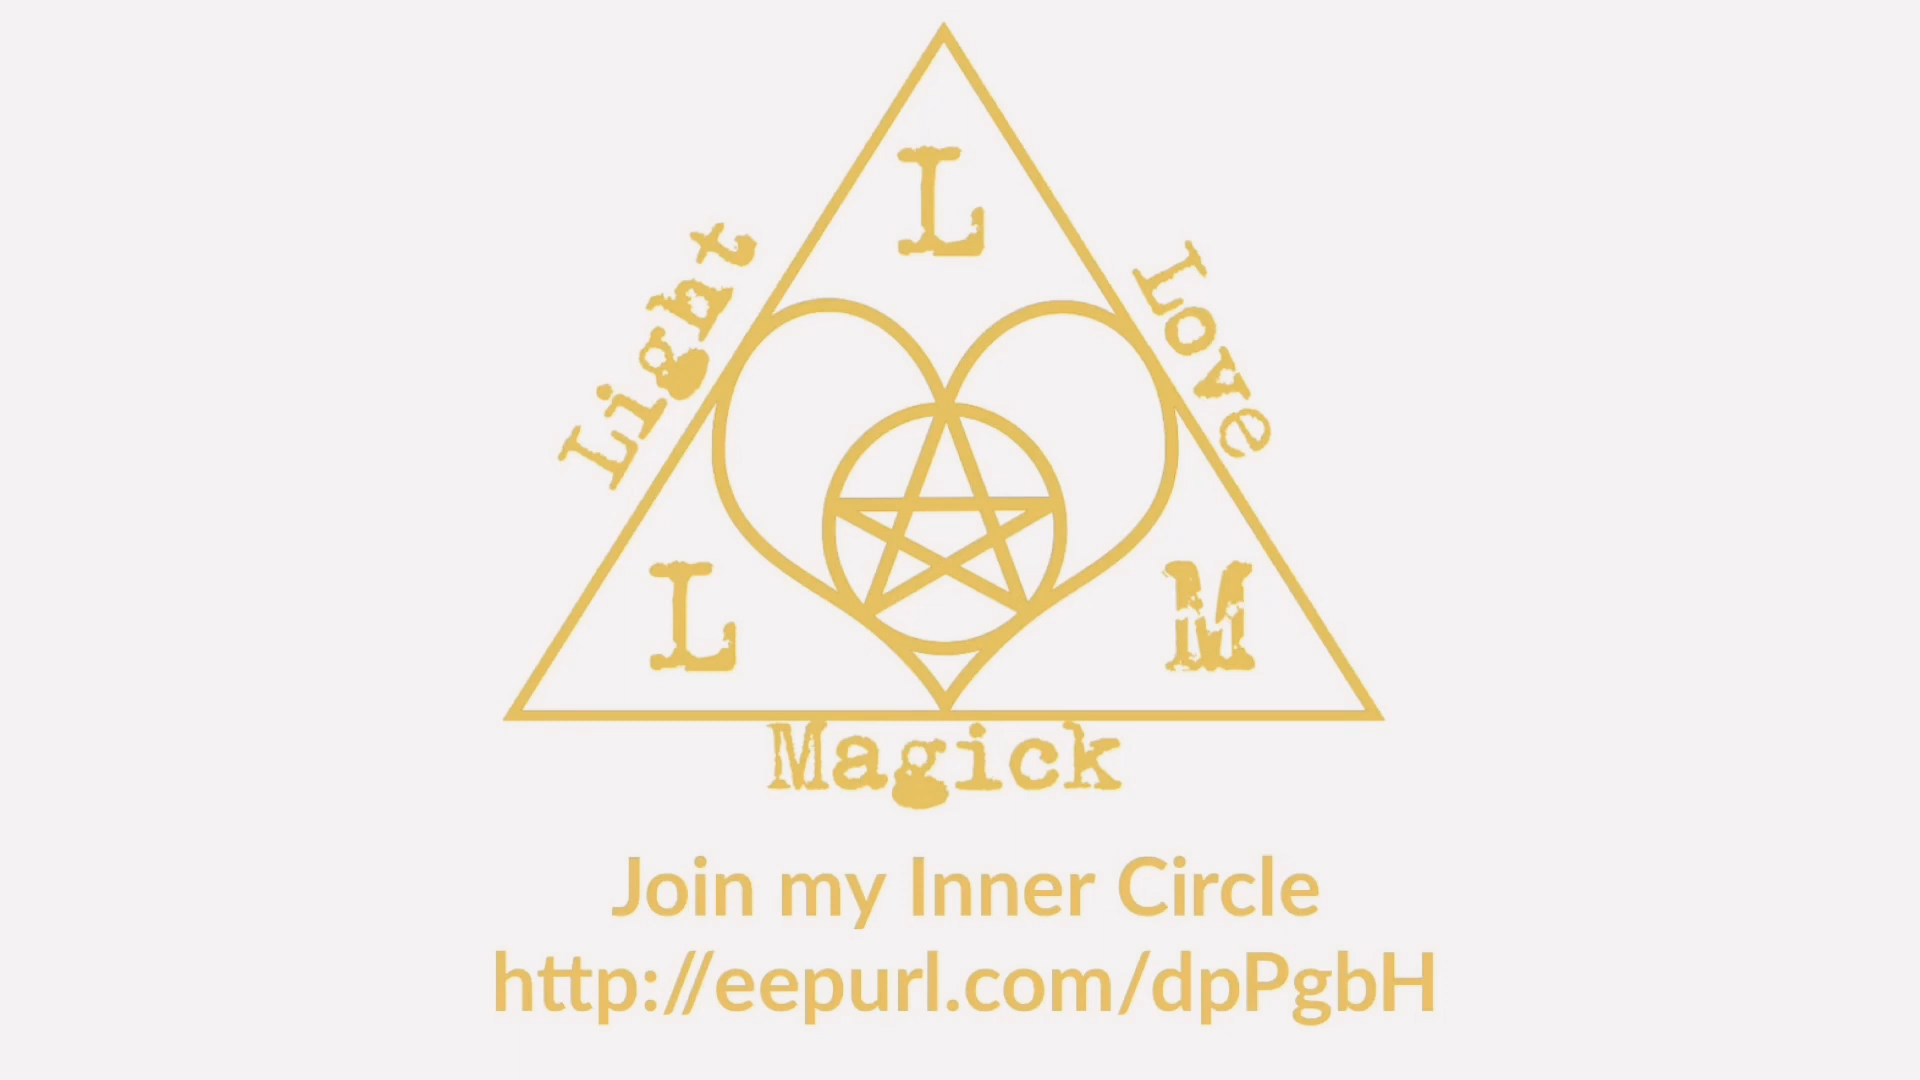 L
Light
Love
L
M
Magick
Join my Inner Circle
http://eepurl.com/dpPgbH